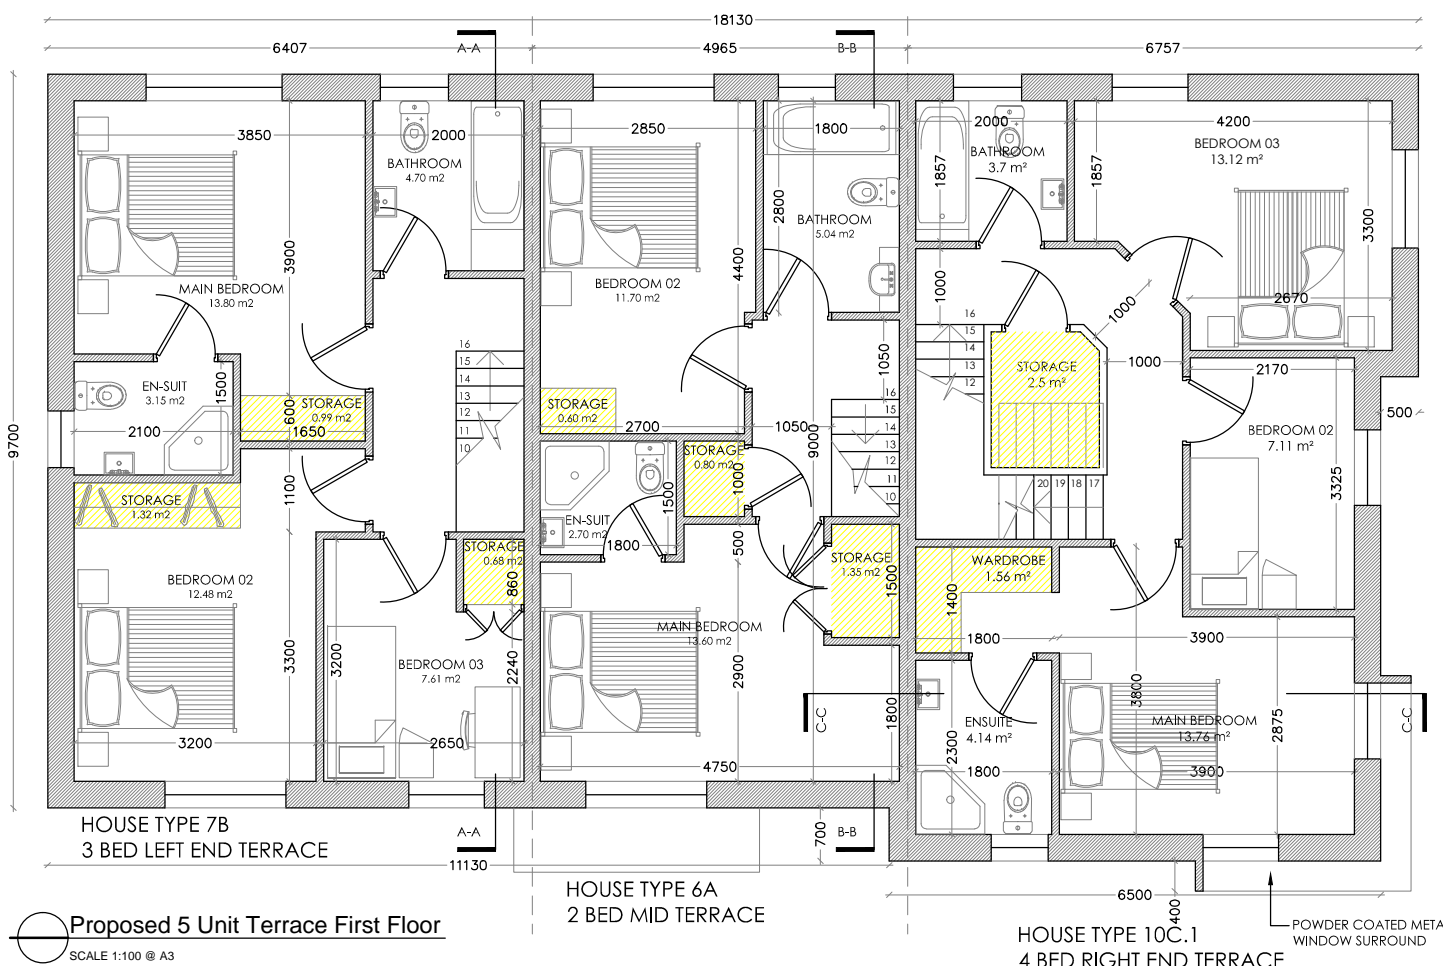 18130
6407
4965
6757
A-A
B-B
3850
2000
2850
1800
2000
4200
BATHROOM
4.70 m2
BATHROOM
3.7 m²
BEDROOM 03
13.12 m²
1857
1857
2800
BATHROOM
5.04 m2
3300
3900
MAIN BEDROOM
13.80 m2
4400
BEDROOM 02
11.70 m2
1000
2670
1000
9700
16
15
14
13
12
11
10
1050
16
15
14
13
12
STORAGE
2.5 m²
1000
2170
500
EN-SUIT
3.15 m2
1500
600
STORAGE
0.99 m2
STORAGE
0.60 m2
16
15
14
13
12
11
10
2100
1650
2700
1050
9000
BEDROOM 02
7.11 m²
STORAGE
0.80 m2
1000
1100
STORAGE
1.32 m2
EN-SUIT
2.70 m2
1500
1800
500
20 19 18 17
3325
STORAGE
0.68 m2
860
STORAGE
1.35 m2
1500
WARDROBE
1.56 m²
1400
BEDROOM 02
12.48 m2
MAIN BEDROOM
13.60 m2
1800
3900
3300
3200
BEDROOM 03
7.61 m2
2240
2900
1800
C-C
3800
C-C
ENSUITE
4.14 m²
2300
MAIN BEDROOM
13.76 m²
2875
3200
2650
4750
1800
3900
HOUSE TYPE 7B
3 BED LEFT END TERRACE
A-A
B-B
700
11130
HOUSE TYPE 6A
2 BED MID TERRACE
6500
400
Proposed 5 Unit Terrace First Floor
SCALE 1:100 @ A3
POWDER COATED META
WINDOW SURROUND
HOUSE TYPE 10C.1
4 BED RIGHT END TERRACE